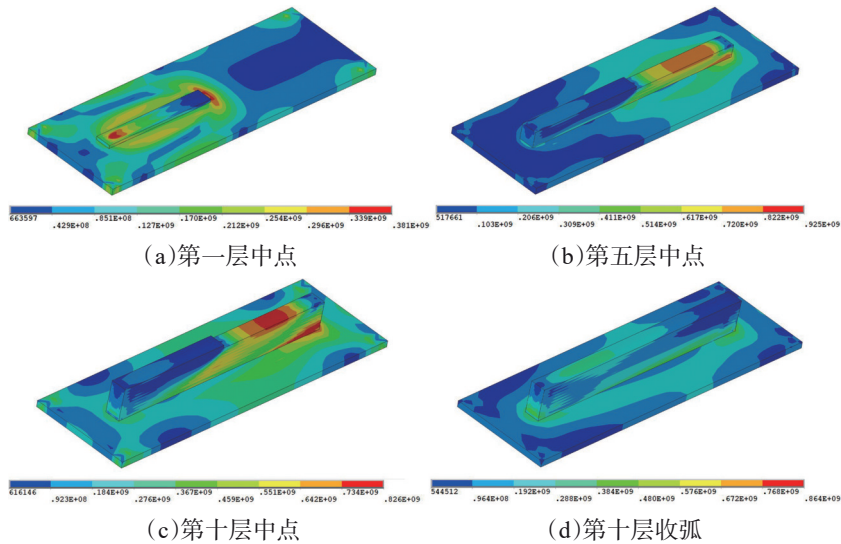 663597 .851E+08 .170E+09 .254E+09 .339E+09
.429E+08 .127E+09 .212E+09 .296E+09 .381E+09
(a)第一层中点
517661 .206E+09 .411E+09 .617E+09 .822E+09
.103E+09 .309E+09 .514E+09 .720E+09 .925E+09
(b)第五层中点
616146 .184E+09 .367E+09 .551E+09 .734E+09
.923E+08 .276E+09 .459E+09 .642E+09 .826E+09
(c)第十层中点
544512 .192E+09 .384E+09 .576E+09 .768E+09
.964E+08 .288E+09 .480E+09 .672E+09 .864E+09
(d)第十层收弧